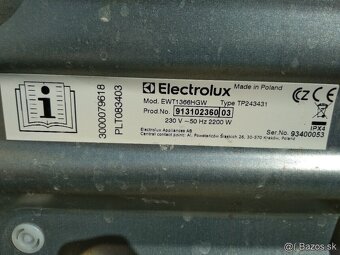 3000079618
PLT083403
Electrolux
Made in Poland
Mod. EWT1366HGW Type TP243431
Prod.No. 913102360 03
230 V ~50 Hz 2200 W
IPX4
Electrolux Appliances AB
Ser.No. 93400053
© bazos.sk